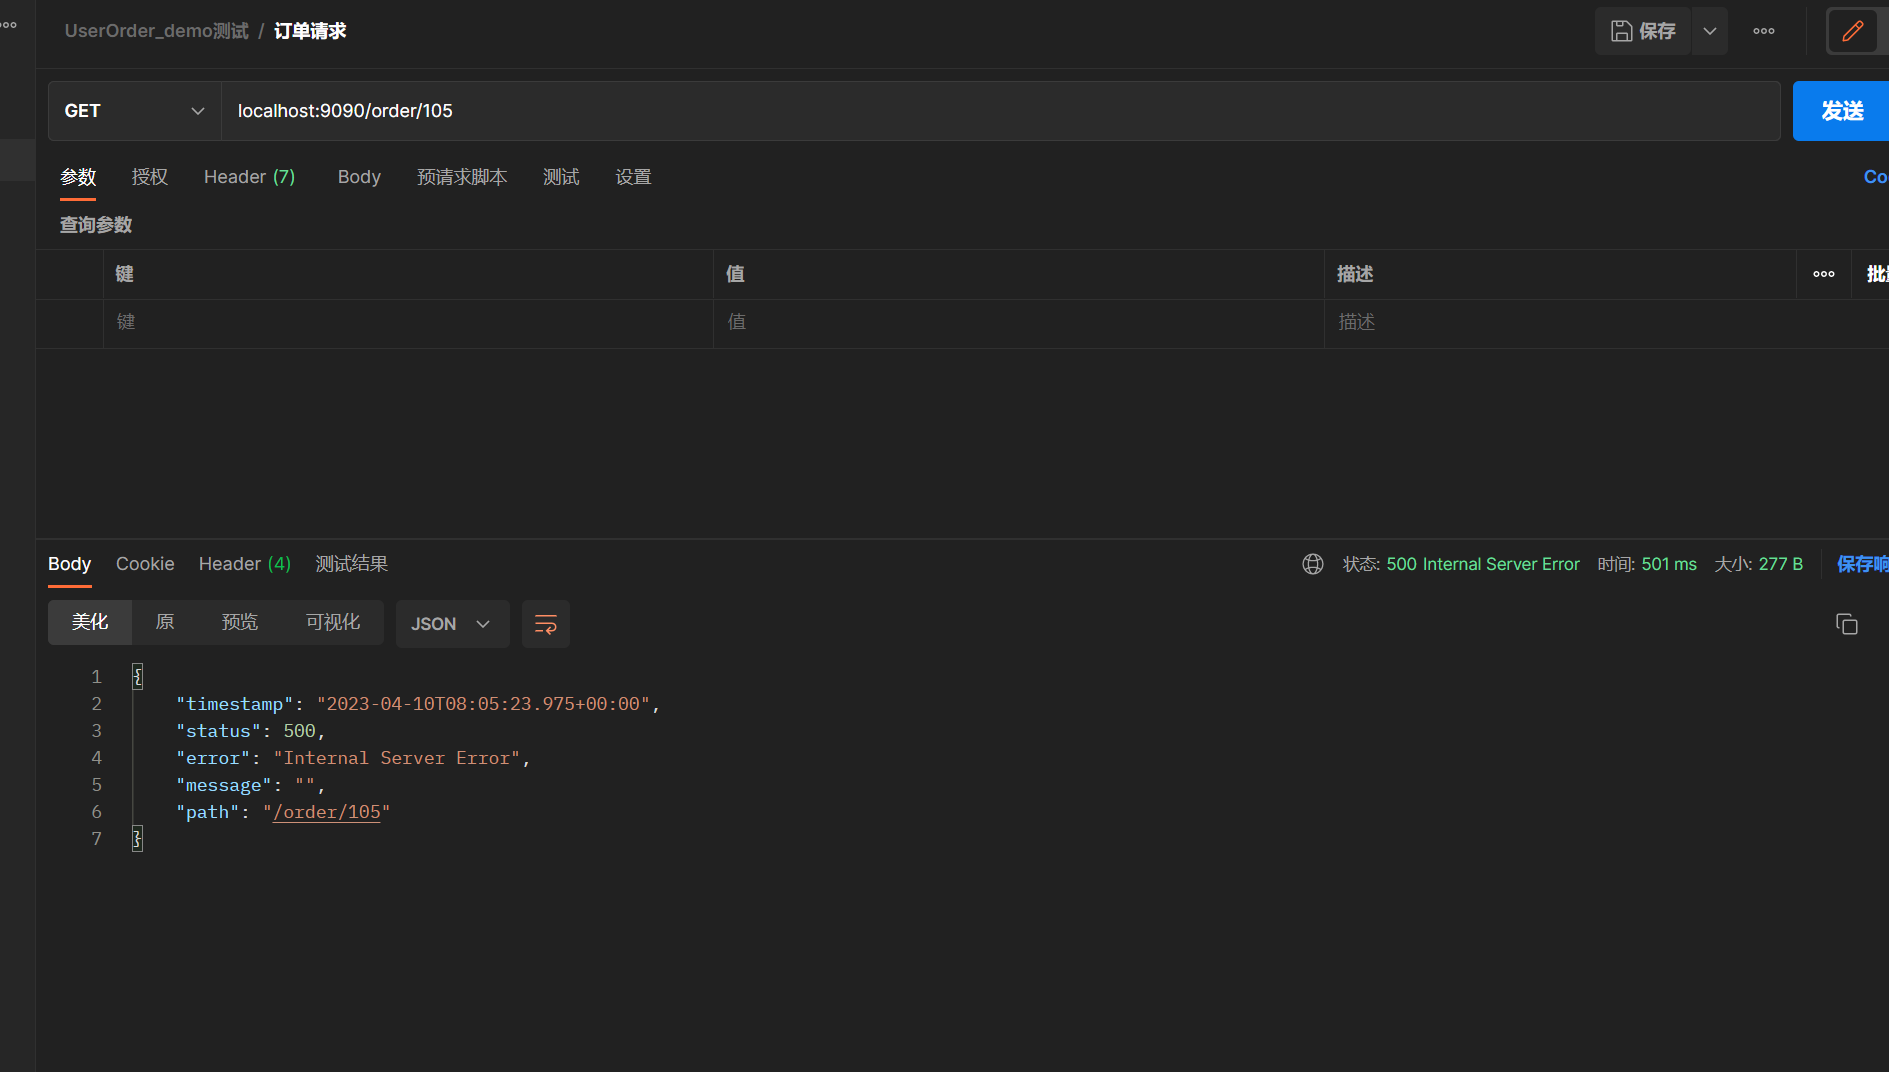 UserOrder_demo测试 / 订单请求
保存
GET
localhost:9090/order/105
发送
参数 授权 Header (7) Body 预请求脚本 测试 设置
Co
查询参数
键 值 描述 批
键 值 描述
Body Cookie Header (4) 测试结果
状态: 500 Internal Server Error 时间: 501 ms 大小: 277 B 保存响
美化 原 预览 可视化 JSON
1 {
2 "timestamp": "2023-04-10T08:05:23.975+00:00",
3 "status": 500,
4 "error": "Internal Server Error",
5 "message": "",
6 "path": "/order/105"
7 }